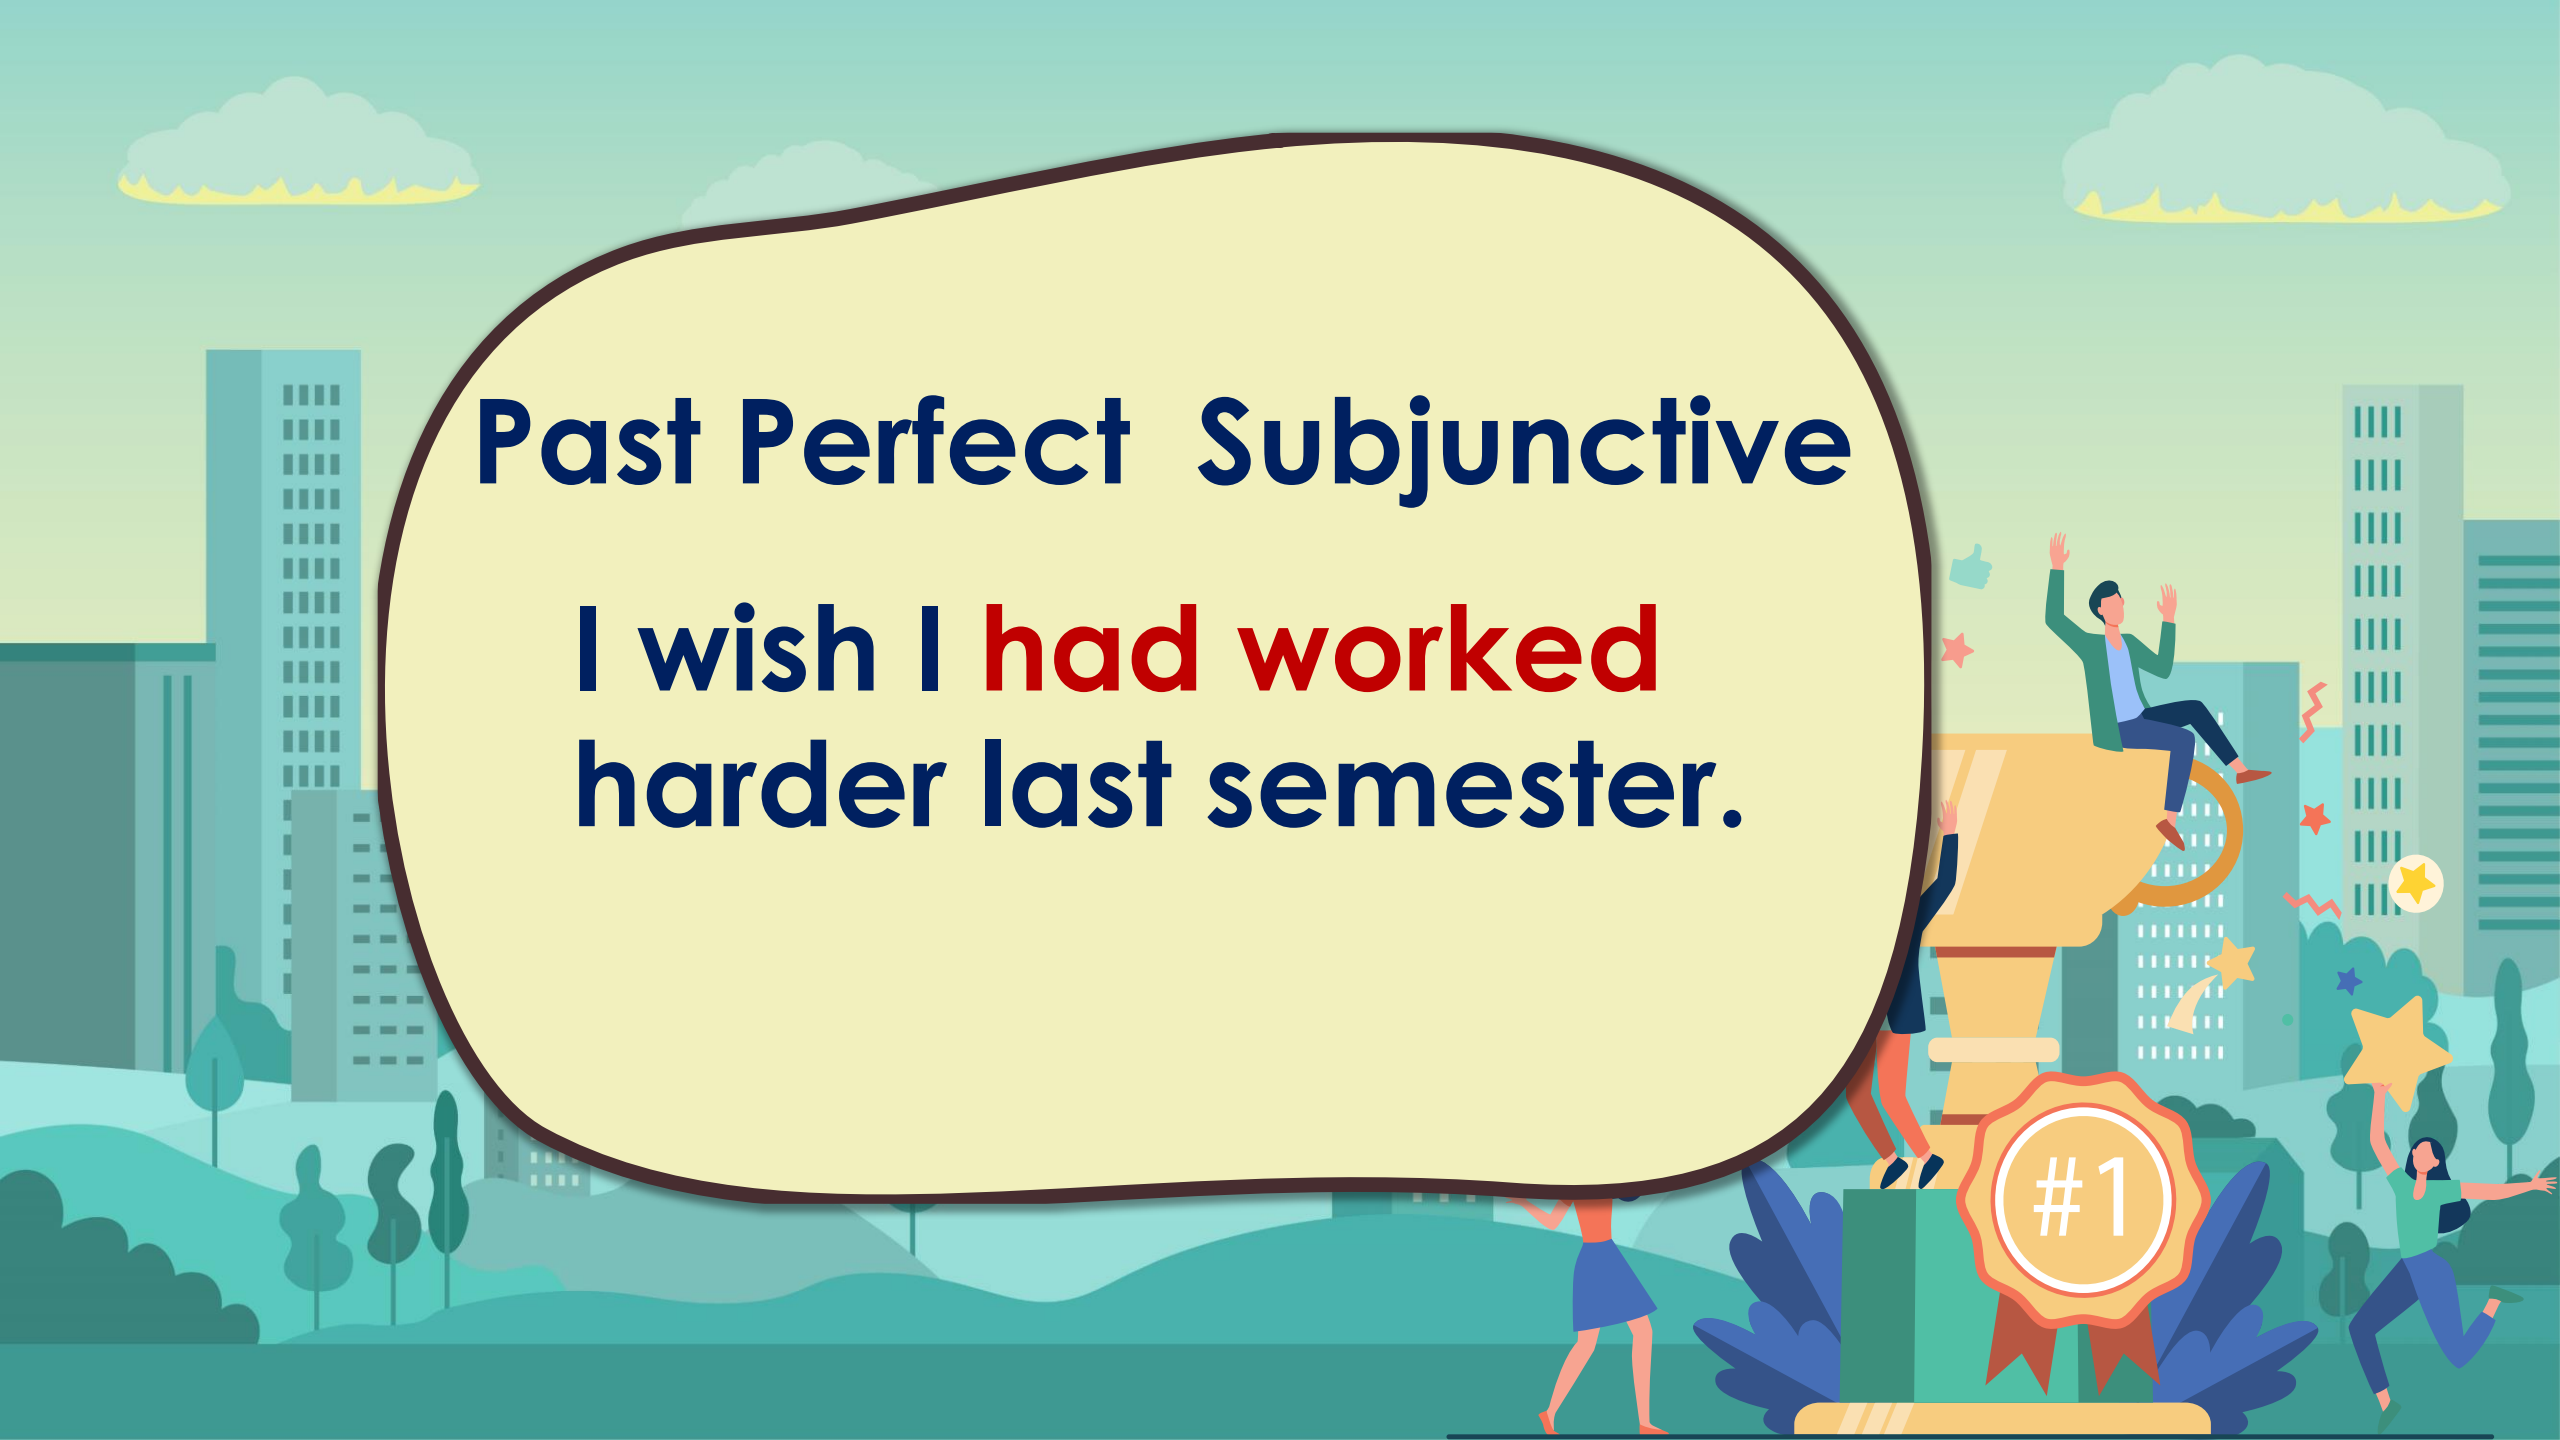 Past Perfect  Subjunctive
I wish I had worked
harder last semester.
#1